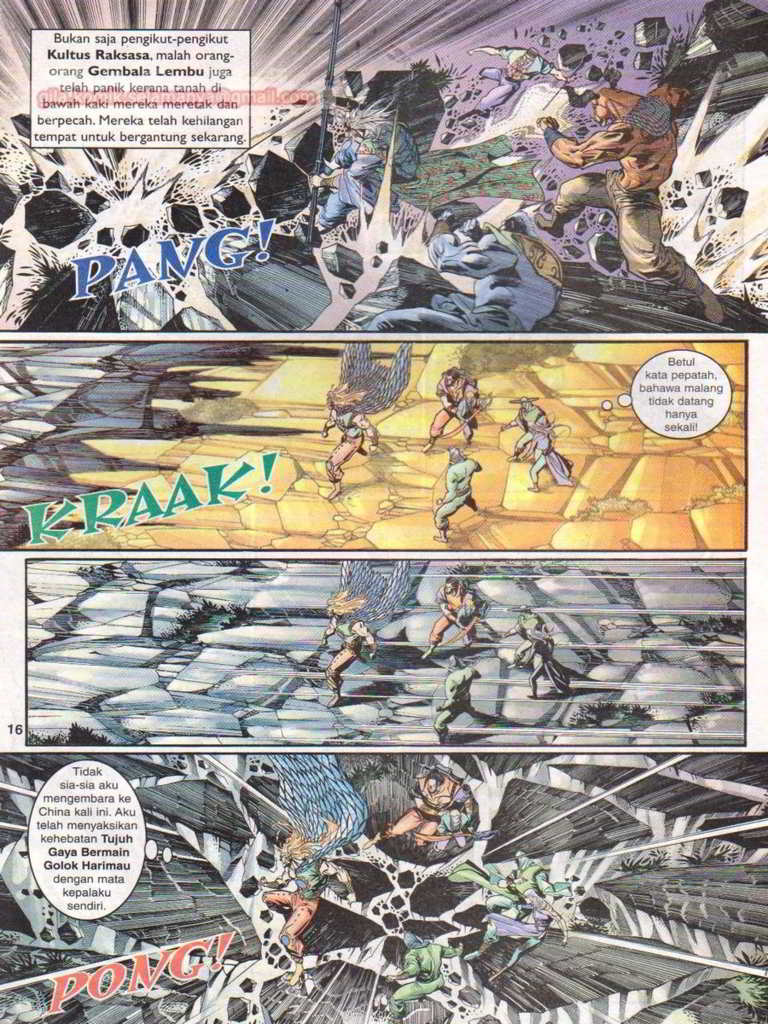 Bukan saja pengikut-pengikut
Kultus Raksasa, malah orang-
orang Gembala Lembu juga
telah panik kerana tanah di
bawah kaki mereka meretak dan
berpecah. Mereka telah kehilangan
tempat untuk bergantung sekarang.
PANG!
Betul
kata pepatah,
bahawa malang
tidak datang
hanya
sekali!
KRAAK!
16
Tidak
sia-sia aku
mengembara ke
China kali ini. Aku
telah menyaksikan
kehebatan Tujuh
Gaya Bermain
Golok Harimau
dengan mata
kepalaku
sendiri.
PONG!